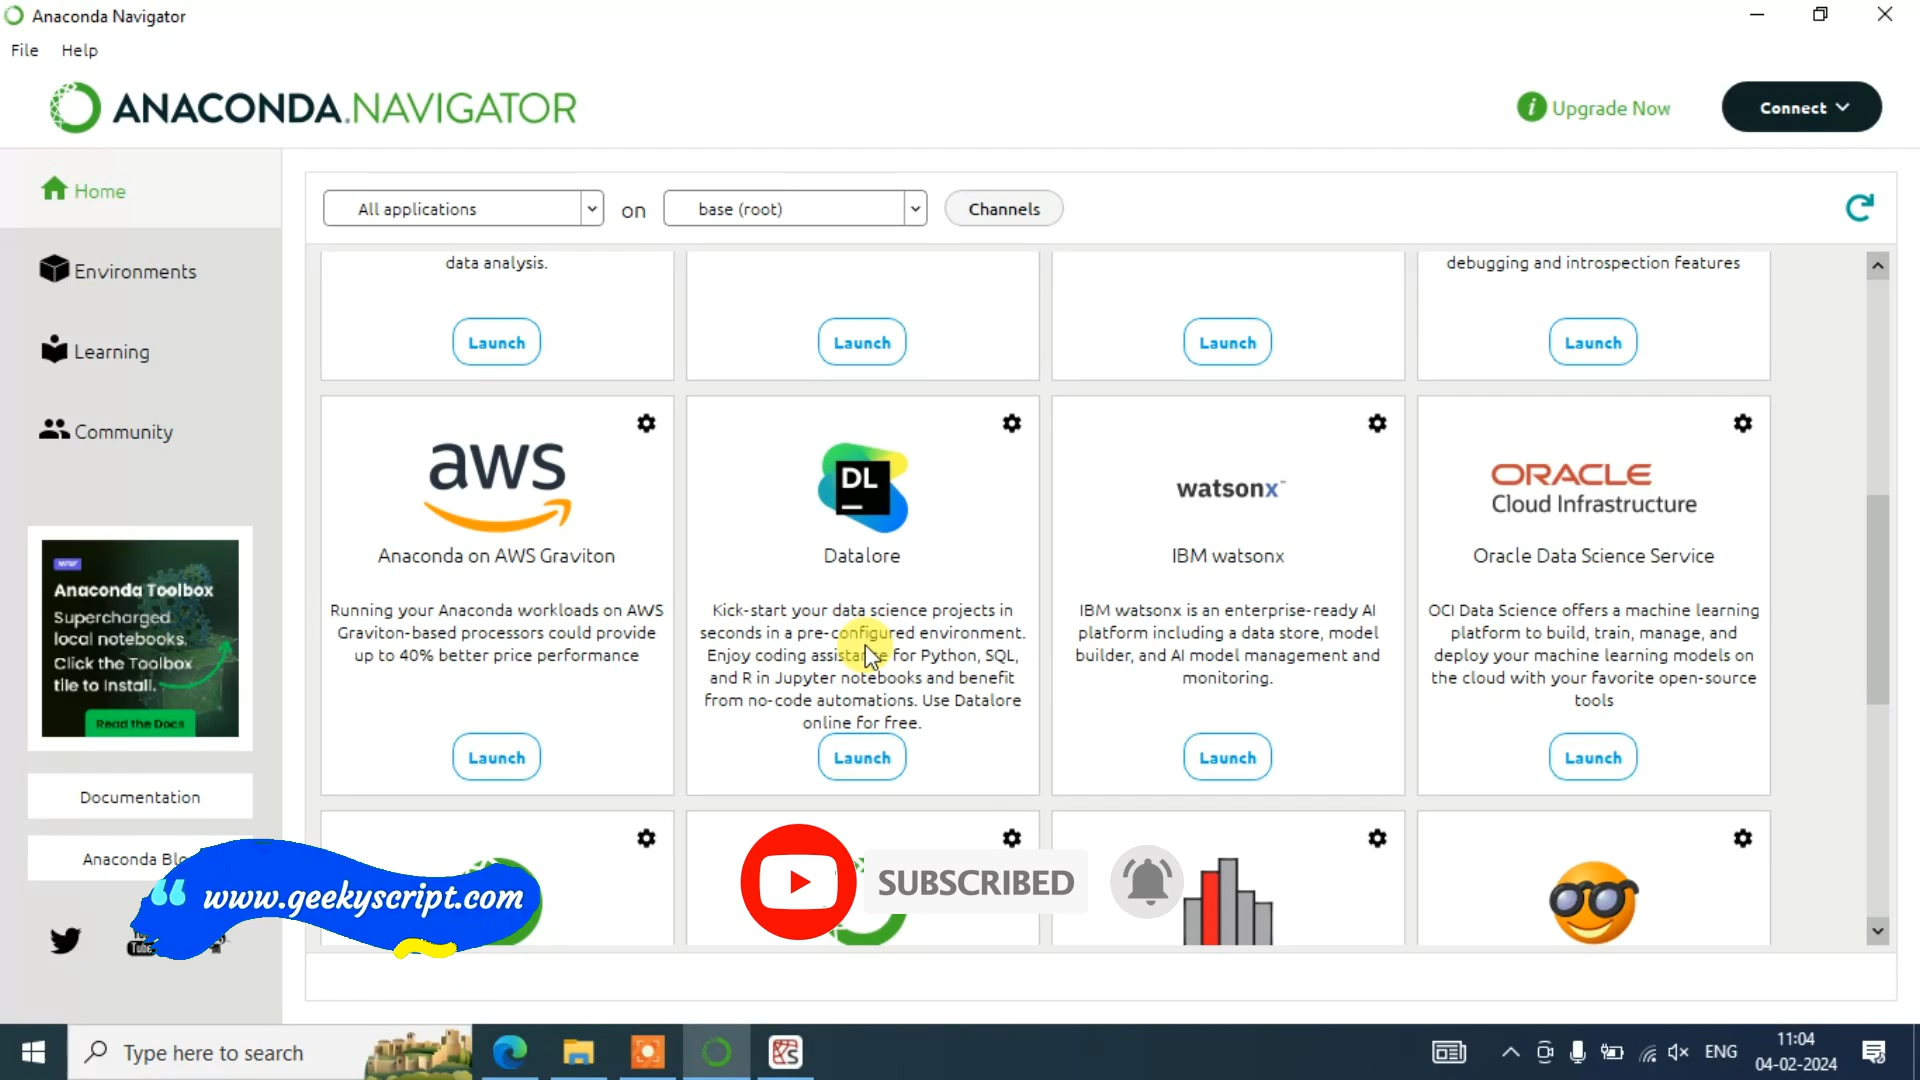 Anaconda Navigator
File Help
ANACONDA.NAVIGATOR
i Upgrade Now
Connect
Home
Environments
Learning
Community
All applications on base (root) Channels
data analysis.
debugging and introspection features
Launch Launch Launch Launch
aws
Anaconda on AWS Graviton
Running your Anaconda workloads on AWS
Graviton-based processors could provide
up to 40% better price performance
Launch
DL
Datalore
Kick-start your data science projects in
seconds in a pre-configured environment.
Enjoy coding assistance for Python, SQL,
and R in Jupyter notebooks and benefit
from no-code automations. Use Datalore
online for free.
Launch
watsonx
IBM watsonx
IBM watsonx is an enterprise-ready AI
platform including a data store, model
builder, and AI model management and
monitoring.
Launch
ORACLE
Cloud Infrastructure
Oracle Data Science Service
OCI Data Science offers a machine learning
platform to build, train, manage, and
deploy your machine learning models on
the cloud with your favorite open-source
tools
Launch
NEW
Anaconda Toolbox
Supercharged
local notebooks.
Click the Toolbox
tile to install.
Read the Docs
Documentation
Anaconda
www.geekyscript.com
SUBSCRIBED
Type here to search
ENG
11:04
04-02-2024